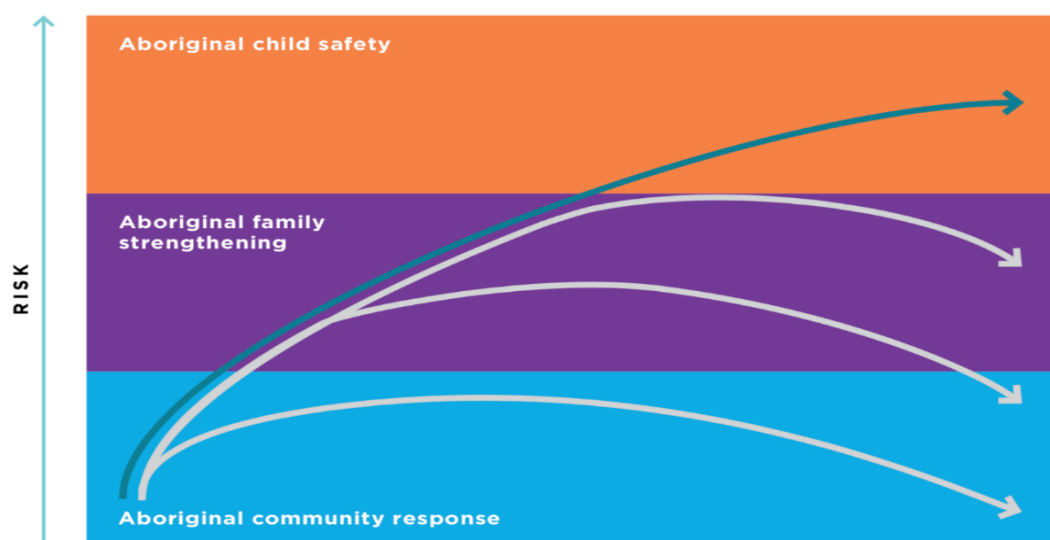 Aboriginal child safety
Aboriginal family
strengthening
RISK
Aboriginal community response